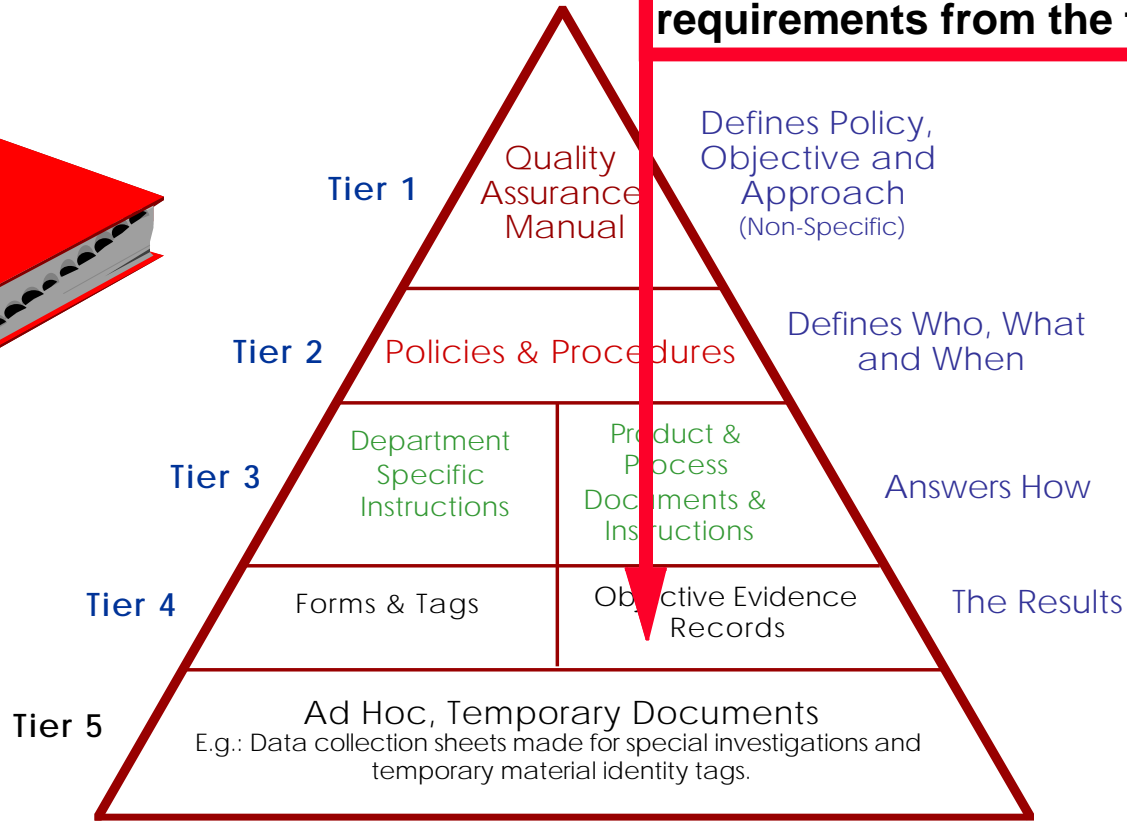 requirements from the
Tier 1
Quality
Assurance
Manual
Defines Policy,
Objective and
Approach
(Non-Specific)
Tier 2
Policies & Procedures
Defines Who, What
and When
Tier 3
Department
Specific
Instructions
Product &
Process
Documents &
Instructions
Answers How
Tier 4
Forms & Tags
Objective Evidence
Records
The Results
Tier 5
Ad Hoc, Temporary Documents
E.g.: Data collection sheets made for special investigations and
temporary material identity tags.